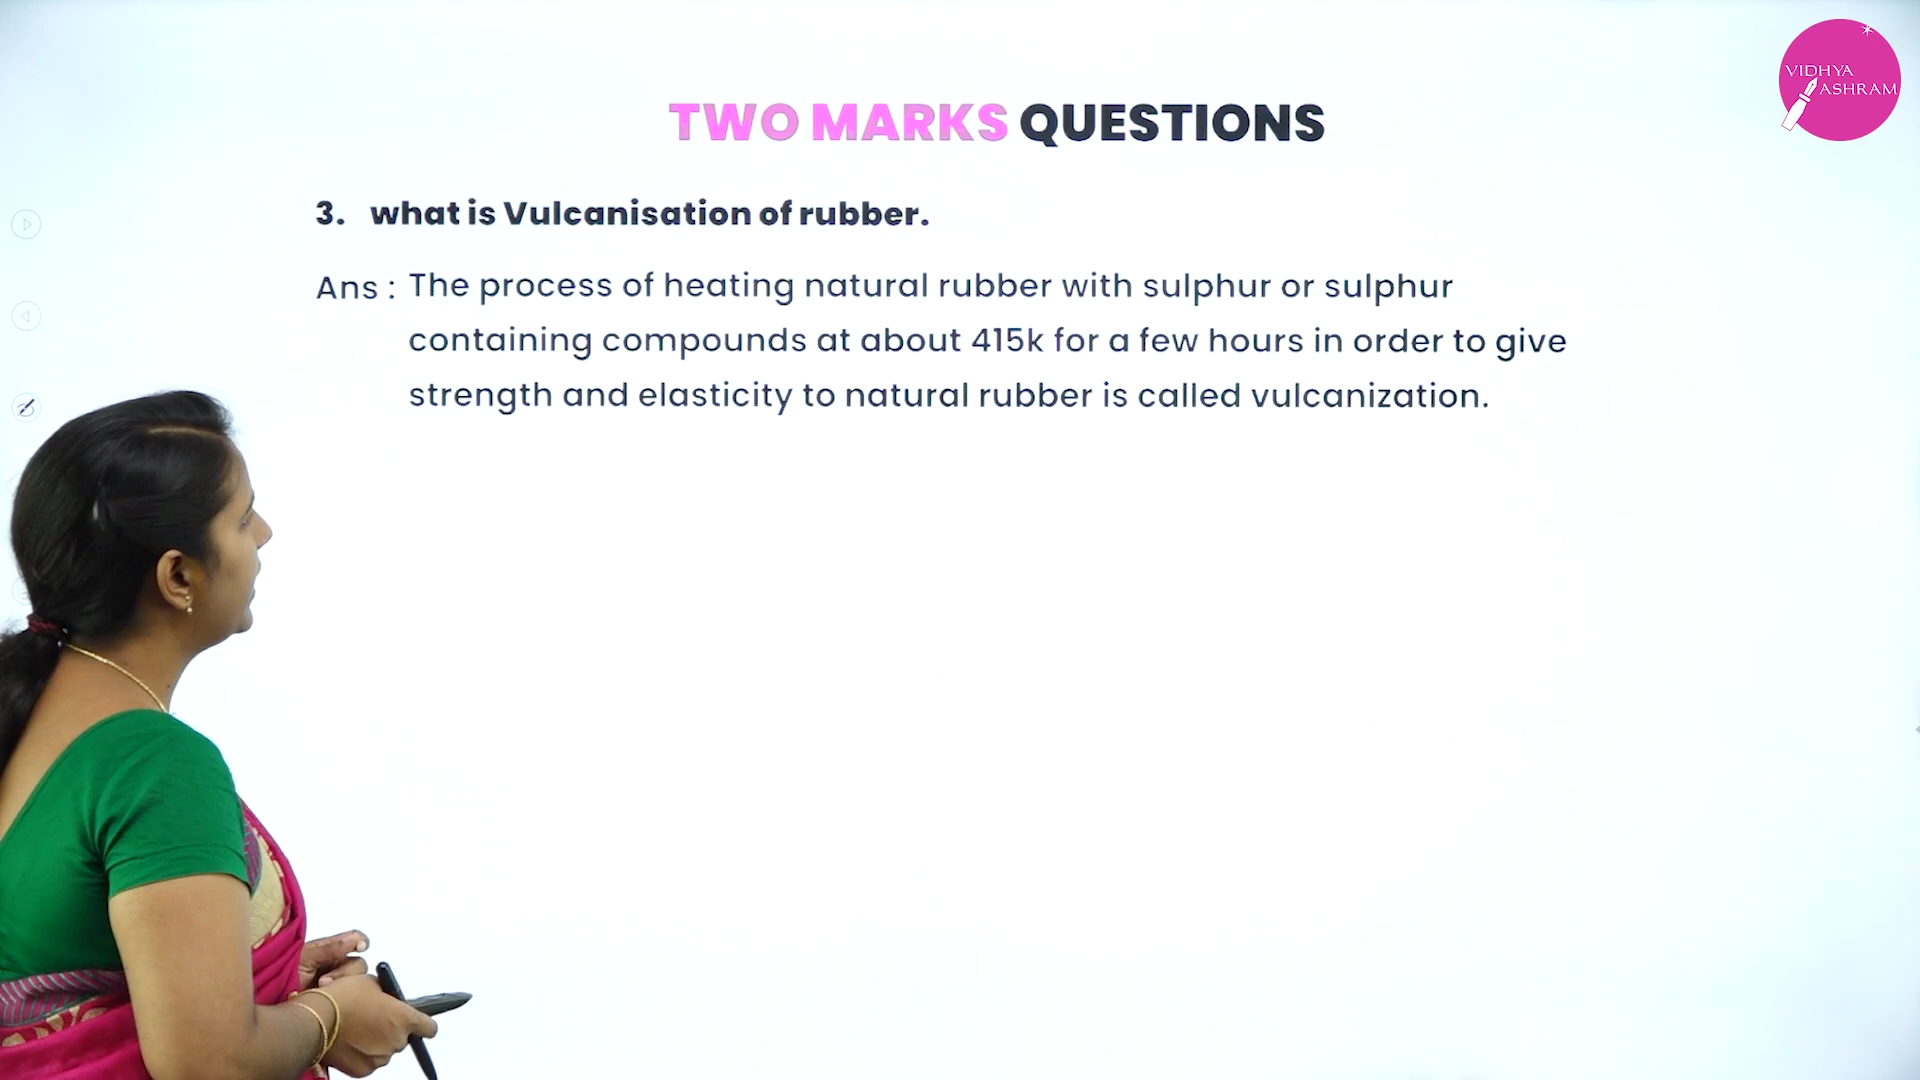 VIDHYA
ASHRAM
TWO MARKS QUESTIONS
3. what is Vulcanisation of rubber.
Ans : The process of heating natural rubber with sulphur or sulphur
containing compounds at about 415k for a few hours in order to give
strength and elasticity to natural rubber is called vulcanization.